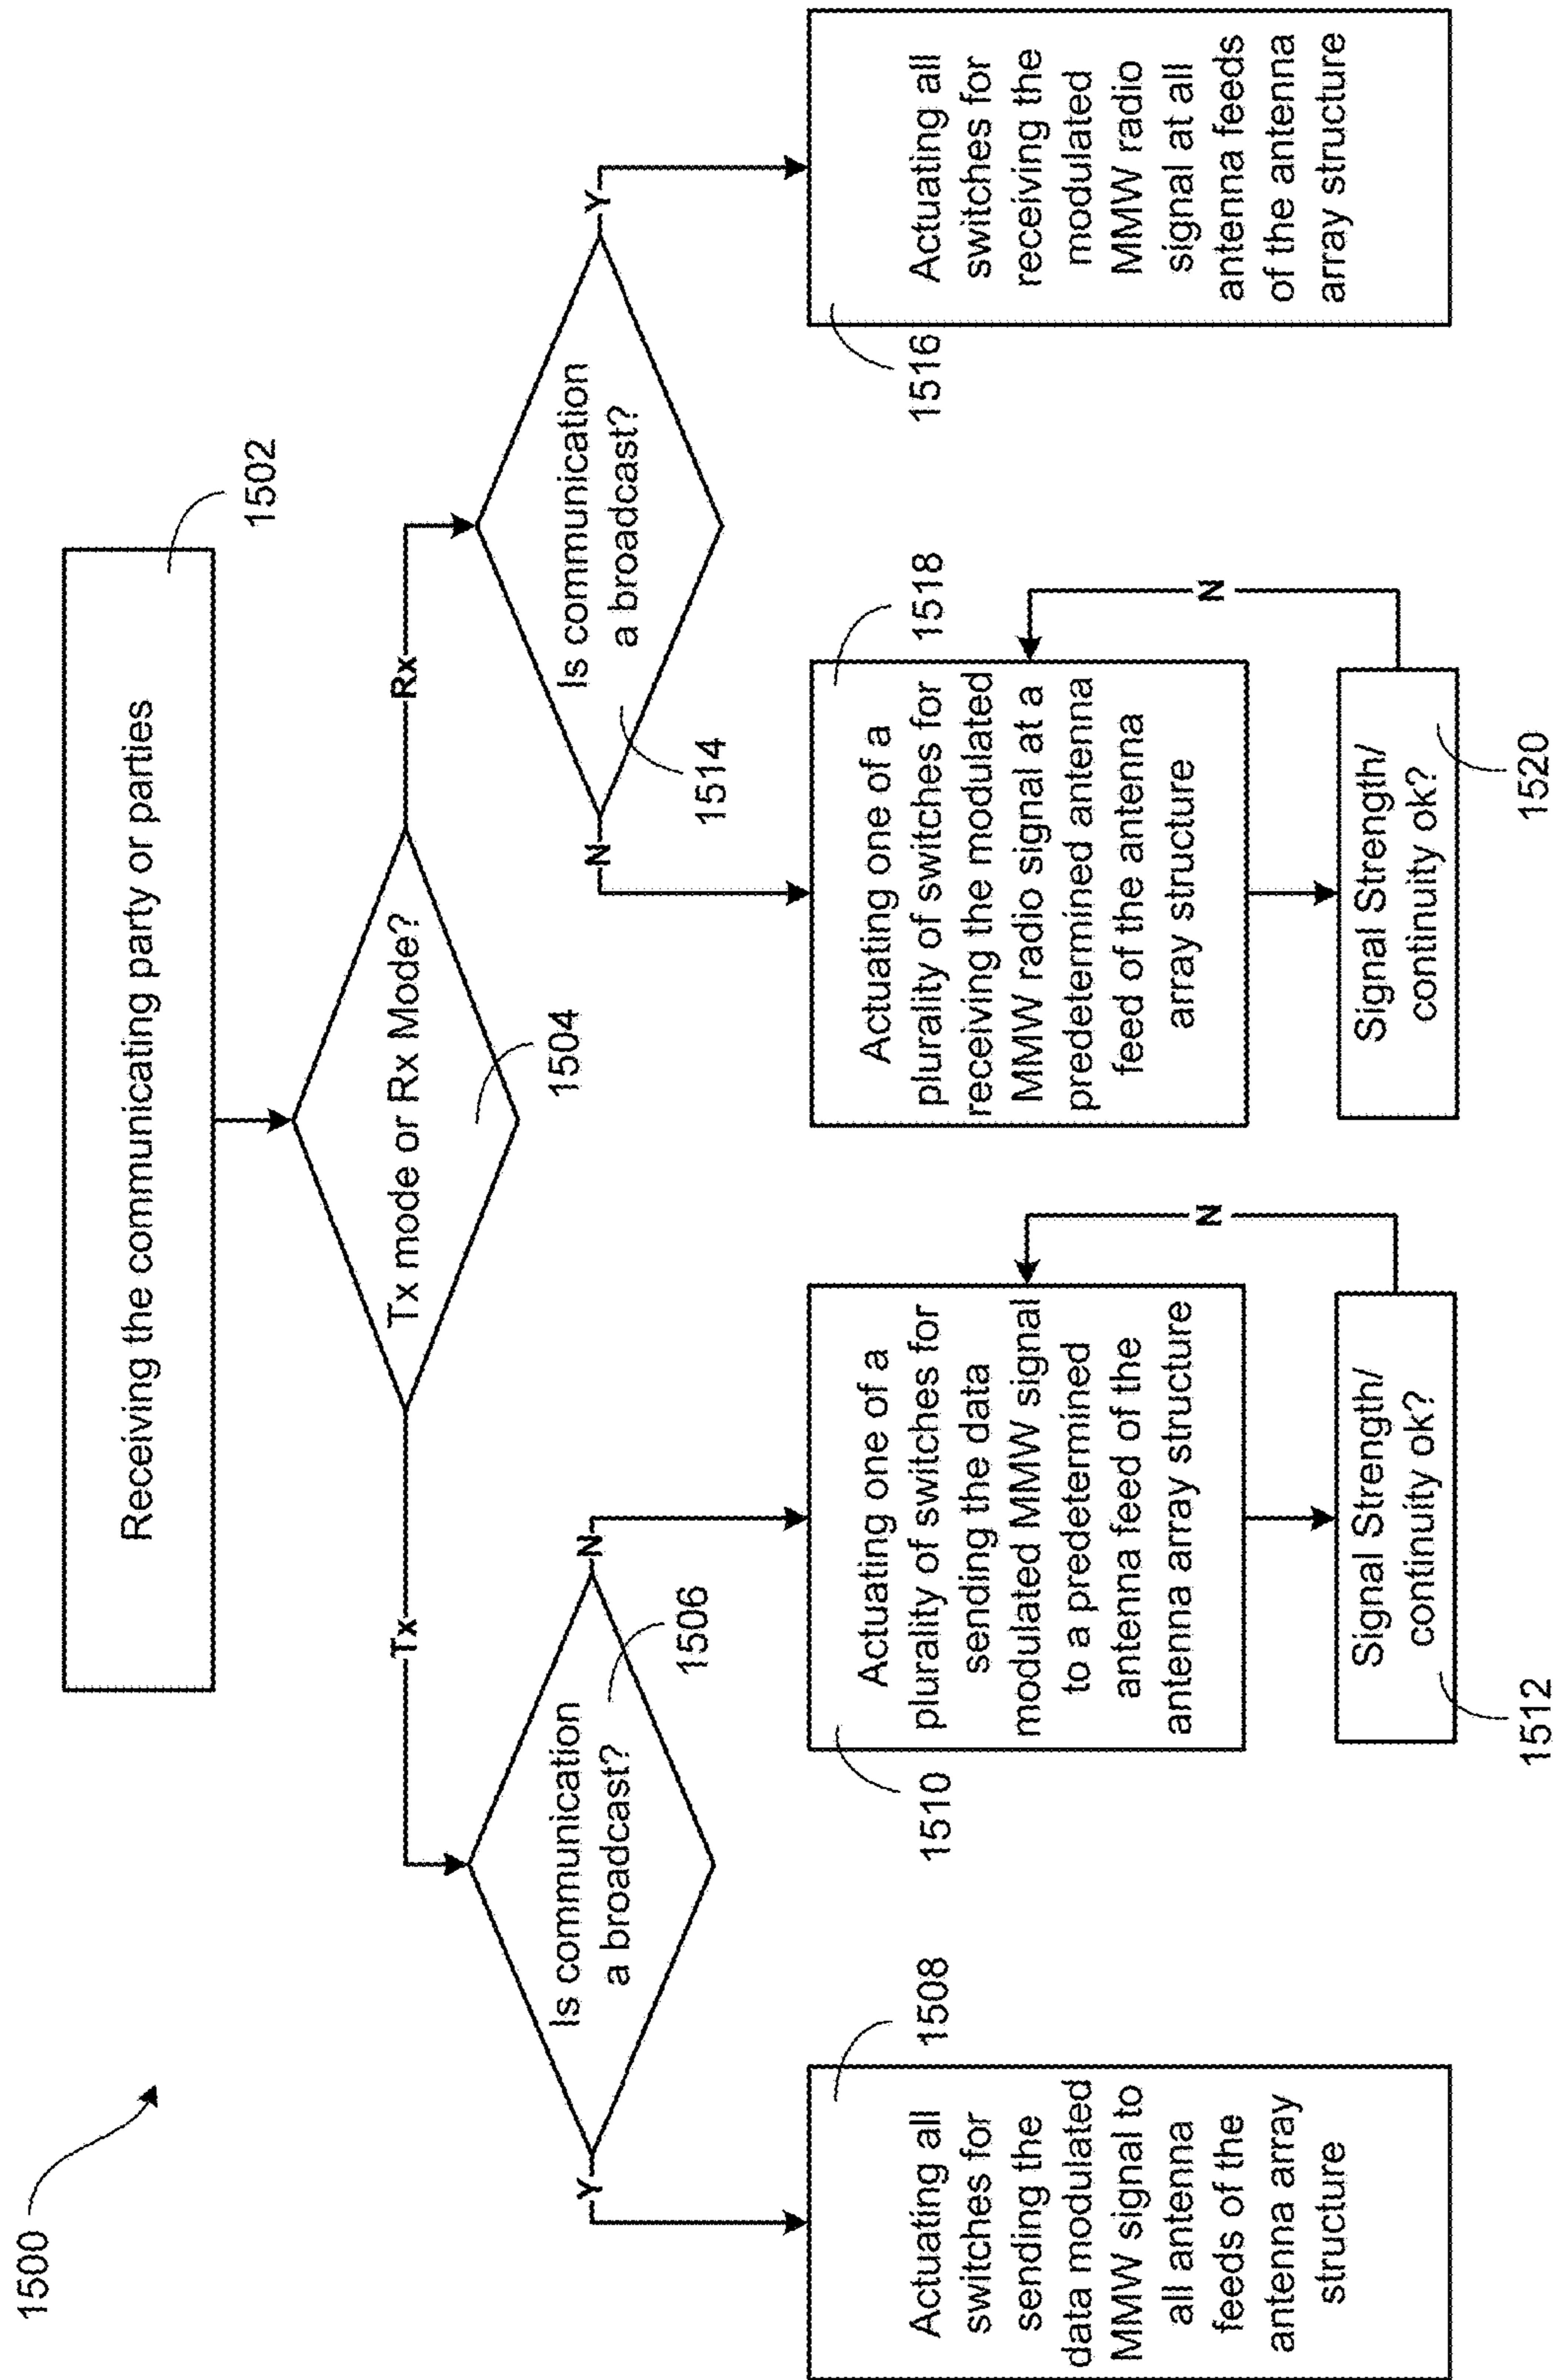 1500
Receiving the communicating party or parties
1502
Tx mode or Rx Mode?
1504
Tx
Rx
Is communication
a broadcast?
1506
Y
N
Is communication
a broadcast?
1514
N
Y
Actuating all
switches for
sending the
data modulated
MMW signal to
all antenna
feeds of the
antenna array
structure
1508
Actuating one of a
plurality of switches for
sending the data
modulated MMW signal
to a predetermined
antenna feed of the
antenna array structure
1510
N
Signal Strength/
continuity ok?
1512
Actuating one of a
plurality of switches for
receiving the modulated
MMW radio signal at a
predetermined antenna
feed of the antenna
array structure
1518
N
Signal Strength/
continuity ok?
1520
Actuating all
switches for
receiving the
modulated
MMW radio
signal at all
antenna feeds
of the antenna
array structure
1516